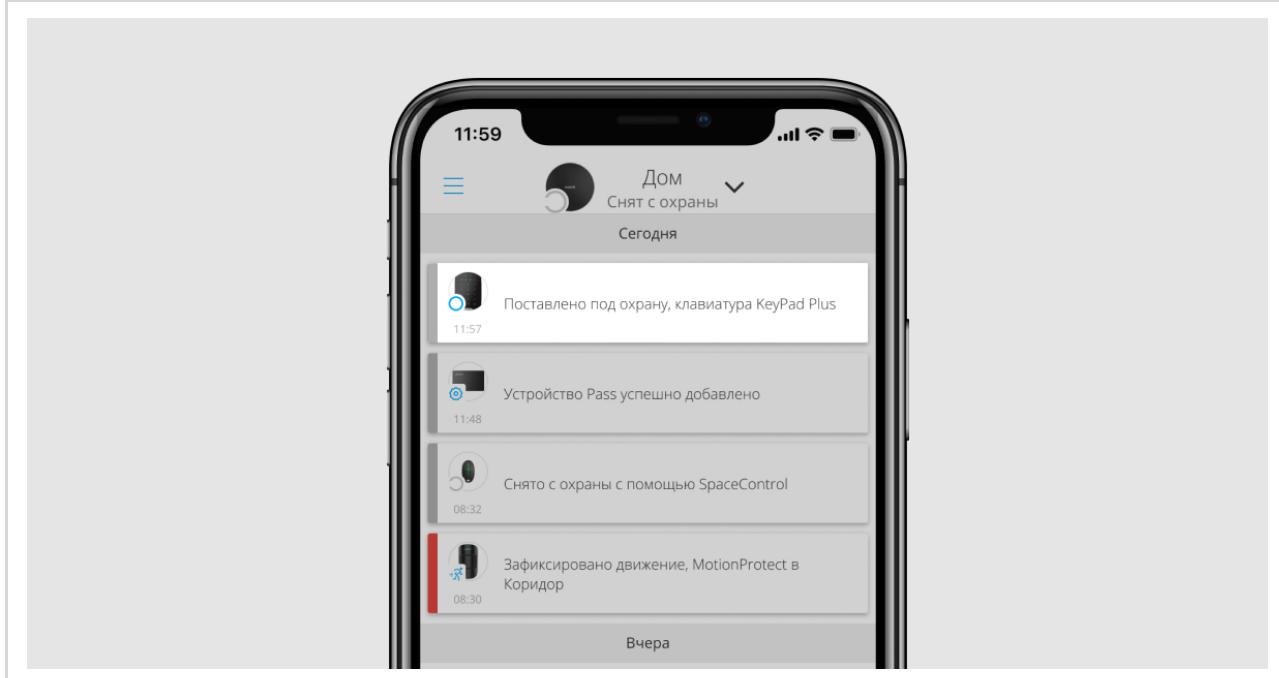 11:59
Дом
Снят с охраны
Сегодня
Поставлено под охрану, клавиатура KeyPad Plus
11:57
Устройство Pass успешно добавлено
11:48
Снято с охраны с помощью SpaceControl
08:32
Зафиксировано движение, MotionProtect в
Коридор
08:30
Вчера